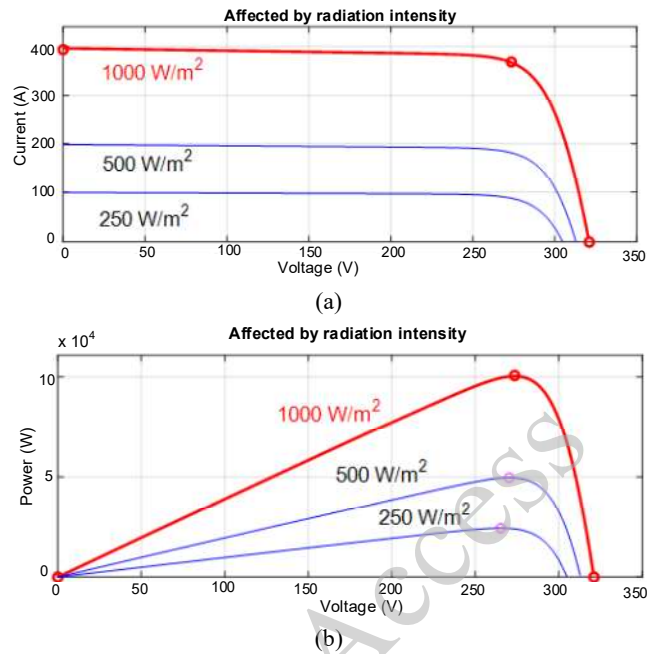 Affected by radiation intensity
400
300
200
100
0
Current (A)
1000 W/m²
500 W/m²
250 W/m²
0 50 100 150 200 250 300 350
Voltage (V)
(a)
Affected by radiation intensity
x 10⁴
10
5
0
Power (W)
1000 W/m²
500 W/m²
250 W/m²
0 50 100 150 200 250 300 350
Voltage (V)
(b)
Access